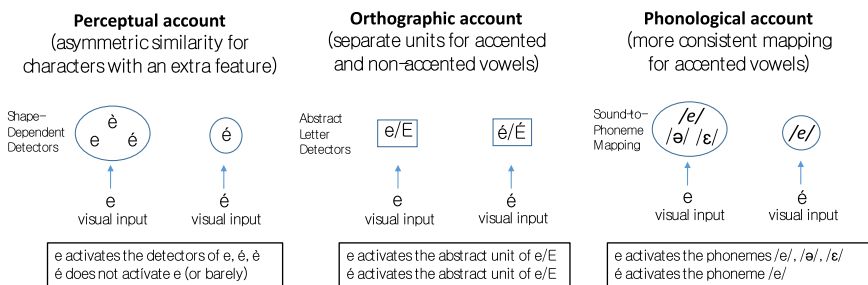 Perceptual account
(asymmetric similarity for
characters with an extra feature)
Shape-
Dependent
Detectors
è
e é
é
e
visual input
é
visual input
e activates the detectors of e, é, è
é does not activate e (or barely)
Orthographic account
(separate units for accented
and non-accented vowels)
Abstract
Letter
Detectors
e/E
é/É
e
visual input
é
visual input
e activates the abstract unit of e/E
é activates the abstract unit of e/E
Phonological account
(more consistent mapping
for accented vowels)
Sound-to-
Phoneme
Mapping
/e/
/ə/ /ɛ/
/e/
e
visual input
é
visual input
e activates the phonemes /e/, /ə/, /ɛ/
é activates the phoneme /e/